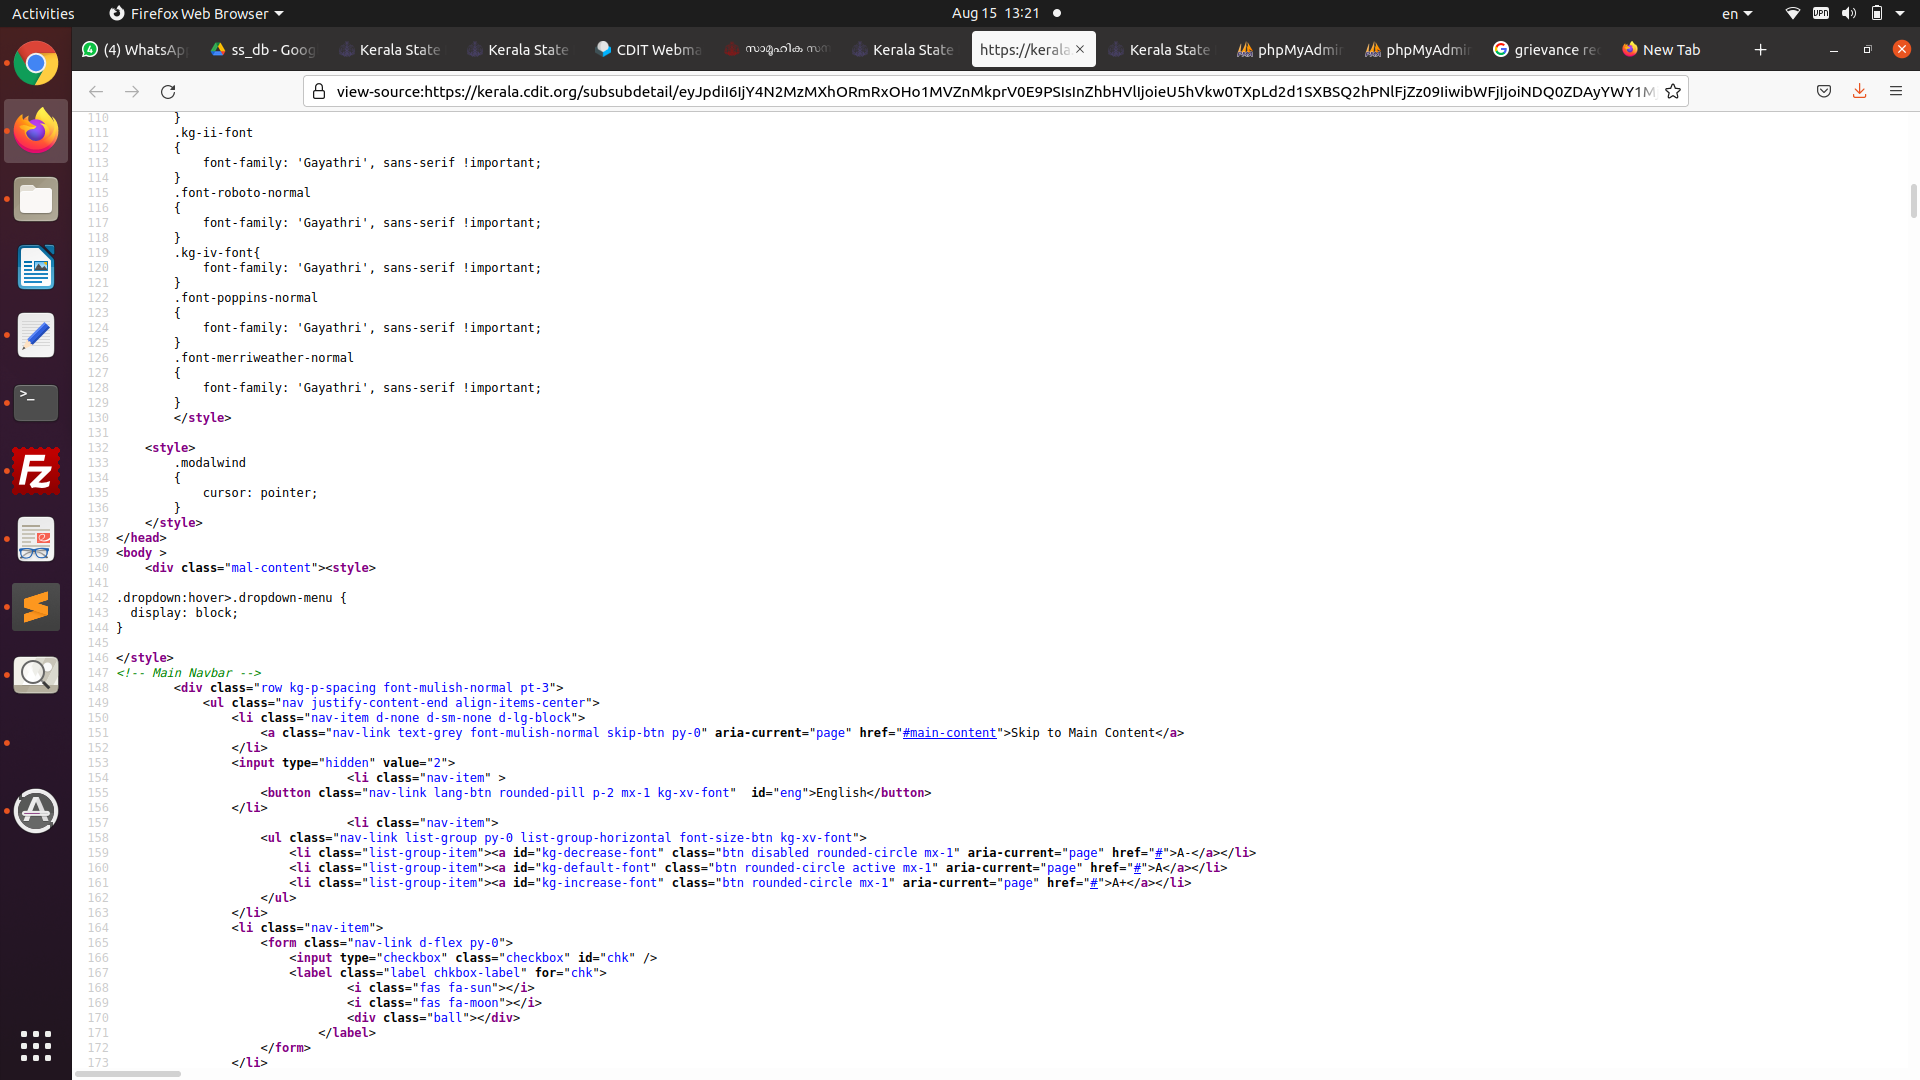 Activities
Firefox Web Browser
Aug 15 13:21
en
VPN
(4) WhatsApp
ss_db - Goog
Kerala State
Kerala State
CDIT Webma
സാമൂഹിക സന
Kerala State
https://kerala.
Kerala State
phpMyAdmin
phpMyAdmin
grievance re
New Tab
view-source:https://kerala.cdit.org/subsubdetail/
110 }
111 .kg-ii-font
112 {
113 font-family: 'Gayathri', sans-serif !important;
114 }
115 .font-roboto-normal
116 {
117 font-family: 'Gayathri', sans-serif !important;
118 }
119 .kg-iv-font{
120 font-family: 'Gayathri', sans-serif !important;
121 }
122 .font-poppins-normal
123 {
124 font-family: 'Gayathri', sans-serif !important;
125 }
126 .font-merriweather-normal
127 {
128 font-family: 'Gayathri', sans-serif !important;
129 }
130 </style>
131
132 <style>
133 .modalwind
134 {
135 cursor: pointer;
136 }
137 </style>
138 </head>
139 <body >
140 <div class="mal-content"><style>
141
142 .dropdown:hover>.dropdown-menu {
143 display: block;
144 }
145
146 </style>
147 <!-- Main Navbar -->
148 <div class="row kg-p-spacing font-mulish-normal pt-3">
149 <ul class="nav justify-content-end align-items-center">
150 <li class="nav-item d-none d-sm-none d-lg-block">
151 <a class="nav-link text-grey font-mulish-normal skip-btn py-0" aria-current="page" href="#main-content">Skip to Main Content</a>
152 </li>
153 <input type="hidden" value="2">
154 <li class="nav-item" >
155 <button class="nav-link lang-btn rounded-pill p-2 mx-1 kg-xv-font"  id="eng">English</button>
156 </li>
157 <li class="nav-item">
158 <ul class="nav-link list-group py-0 list-group-horizontal font-size-btn kg-xv-font">
159 <li class="list-group-item"><a id="kg-decrease-font" class="btn disabled rounded-circle mx-1" aria-current="page" href="#">A-</a></li>
160 <li class="list-group-item"><a id="kg-default-font" class="btn rounded-circle active mx-1" aria-current="page" href="#">A</a></li>
161 <li class="list-group-item"><a id="kg-increase-font" class="btn rounded-circle mx-1" aria-current="page" href="#">A+</a></li>
162 </ul>
163 </li>
164 <li class="nav-item">
165 <form class="nav-link d-flex py-0">
166 <input type="checkbox" class="checkbox" id="chk" />
167 <label class="label chkbox-label" for="chk">
168 <i class="fas fa-sun"></i>
169 <i class="fas fa-moon"></i>
170 <div class="ball"></div>
171 </label>
172 </form>
173 </li>